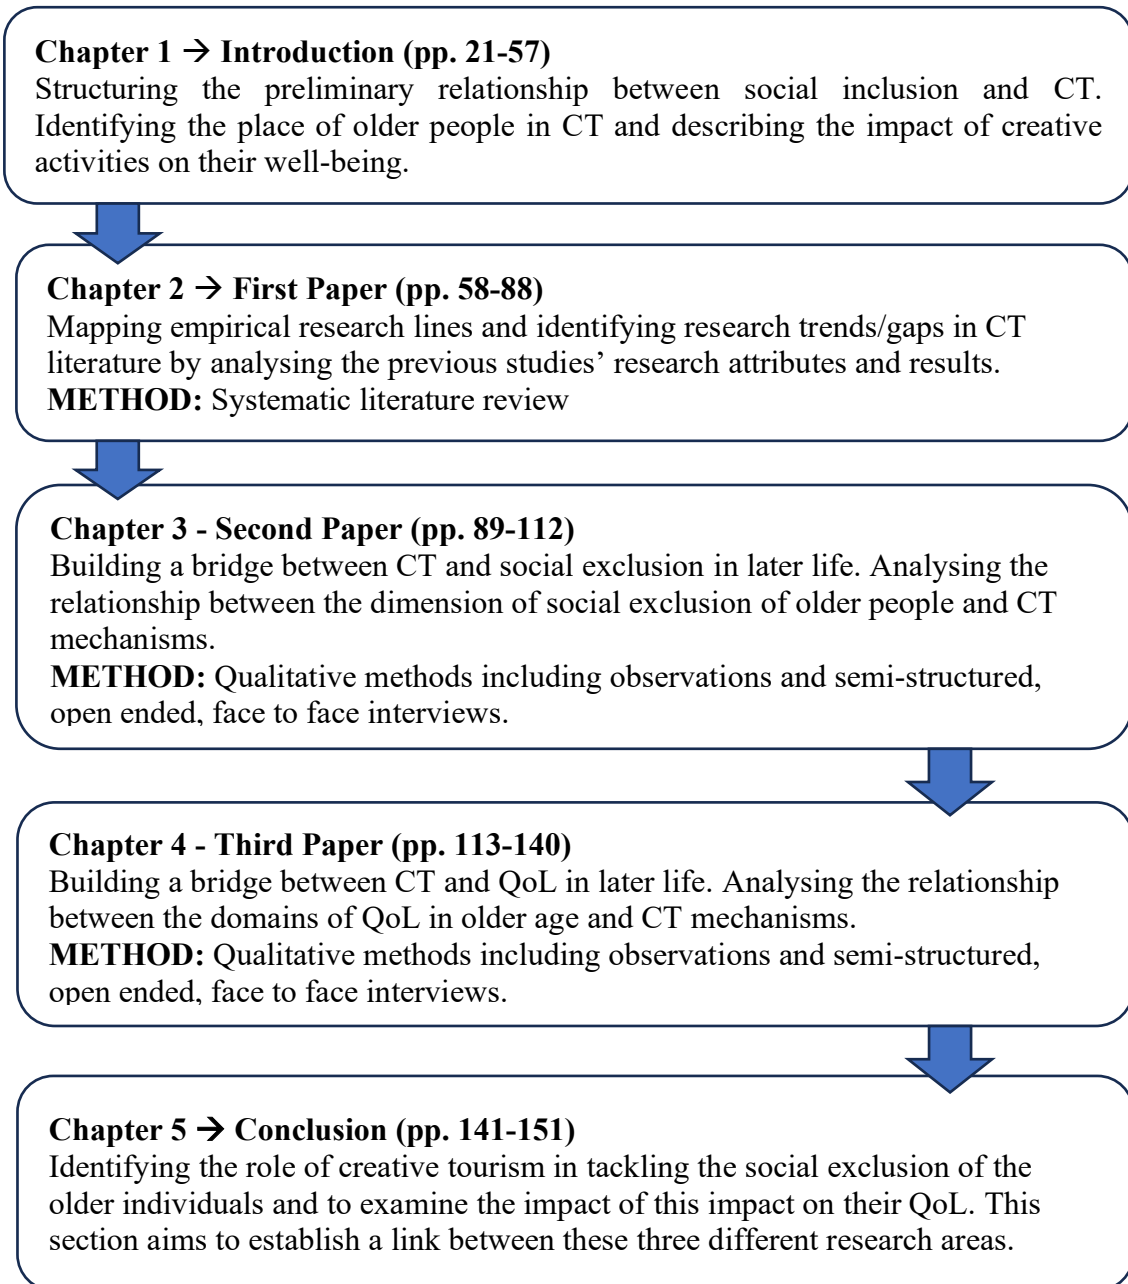 Chapter 1 → Introduction (pp. 21-57)
Structuring the preliminary relationship between social inclusion and CT.
Identifying the place of older people in CT and describing the impact of creative
activities on their well-being.
Chapter 2 → First Paper (pp. 58-88)
Mapping empirical research lines and identifying research trends/gaps in CT
literature by analysing the previous studies’ research attributes and results.
METHOD: Systematic literature review
Chapter 3 - Second Paper (pp. 89-112)
Building a bridge between CT and social exclusion in later life. Analysing the
relationship between the dimension of social exclusion of older people and CT
mechanisms.
METHOD: Qualitative methods including observations and semi-structured,
open ended, face to face interviews.
Chapter 4 - Third Paper (pp. 113-140)
Building a bridge between CT and QoL in later life. Analysing the relationship
between the domains of QoL in older age and CT mechanisms.
METHOD: Qualitative methods including observations and semi-structured,
open ended, face to face interviews.
Chapter 5 → Conclusion (pp. 141-151)
Identifying the role of creative tourism in tackling the social exclusion of the
older individuals and to examine the impact of this impact on their QoL. This
section aims to establish a link between these three different research areas.